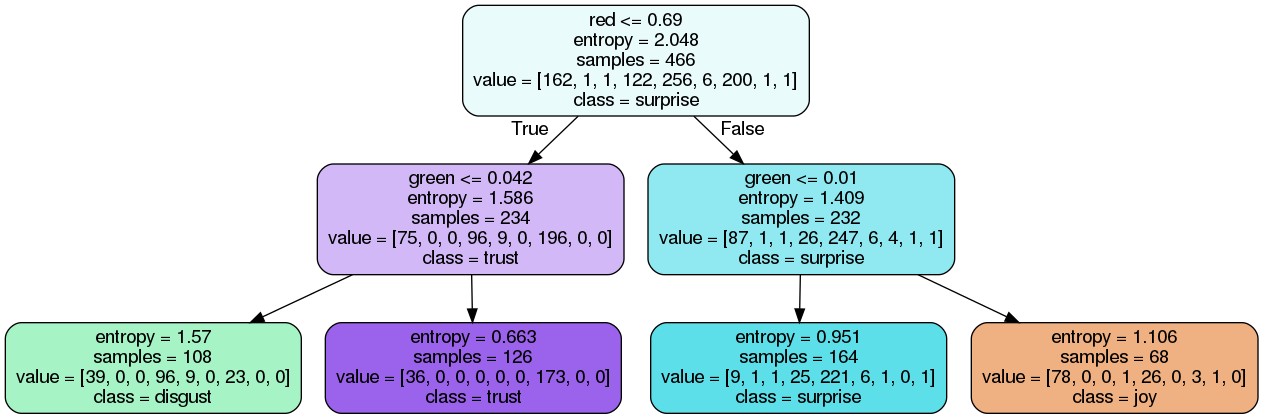 red <= 0.69
entropy = 2.048
samples = 466
value = [162, 1, 1, 122, 256, 6, 200, 1, 1]
class = surprise
True
False
green <= 0.042
entropy = 1.586
samples = 234
value = [75, 0, 0, 96, 9, 0, 196, 0, 0]
class = trust
green <= 0.01
entropy = 1.409
samples = 232
value = [87, 1, 1, 26, 247, 6, 4, 1, 1]
class = surprise
entropy = 1.57
samples = 108
value = [39, 0, 0, 96, 9, 0, 23, 0, 0]
class = disgust
entropy = 0.663
samples = 126
value = [36, 0, 0, 0, 0, 0, 173, 0, 0]
class = trust
entropy = 0.951
samples = 164
value = [9, 1, 1, 25, 221, 6, 1, 0, 1]
class = surprise
entropy = 1.106
samples = 68
value = [78, 0, 0, 1, 26, 0, 3, 1, 0]
class = joy